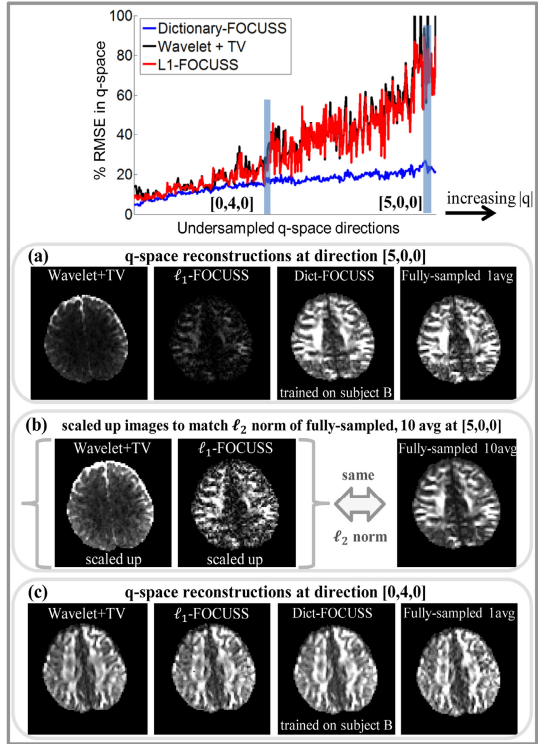 100
80
60
40
20
0
% RMSE in q-space
Dictionary-FOCUSS
Wavelet + TV
L1-FOCUSS
[0,4,0]
[5,0,0]
increasing |q|
Undersampled q-space directions
(a) q-space reconstructions at direction [5,0,0]
Wavelet+TV ℓ1-FOCUSS Dict-FOCUSS Fully-sampled 1avg
trained on subject B
(b) scaled up images to match ℓ2 norm of fully-sampled, 10 avg at [5,0,0]
Wavelet+TV ℓ1-FOCUSS Fully-sampled 10avg
same
ℓ2 norm
scaled up scaled up
(c) q-space reconstructions at direction [0,4,0]
Wavelet+TV ℓ1-FOCUSS Dict-FOCUSS Fully-sampled 1avg
trained on subject B